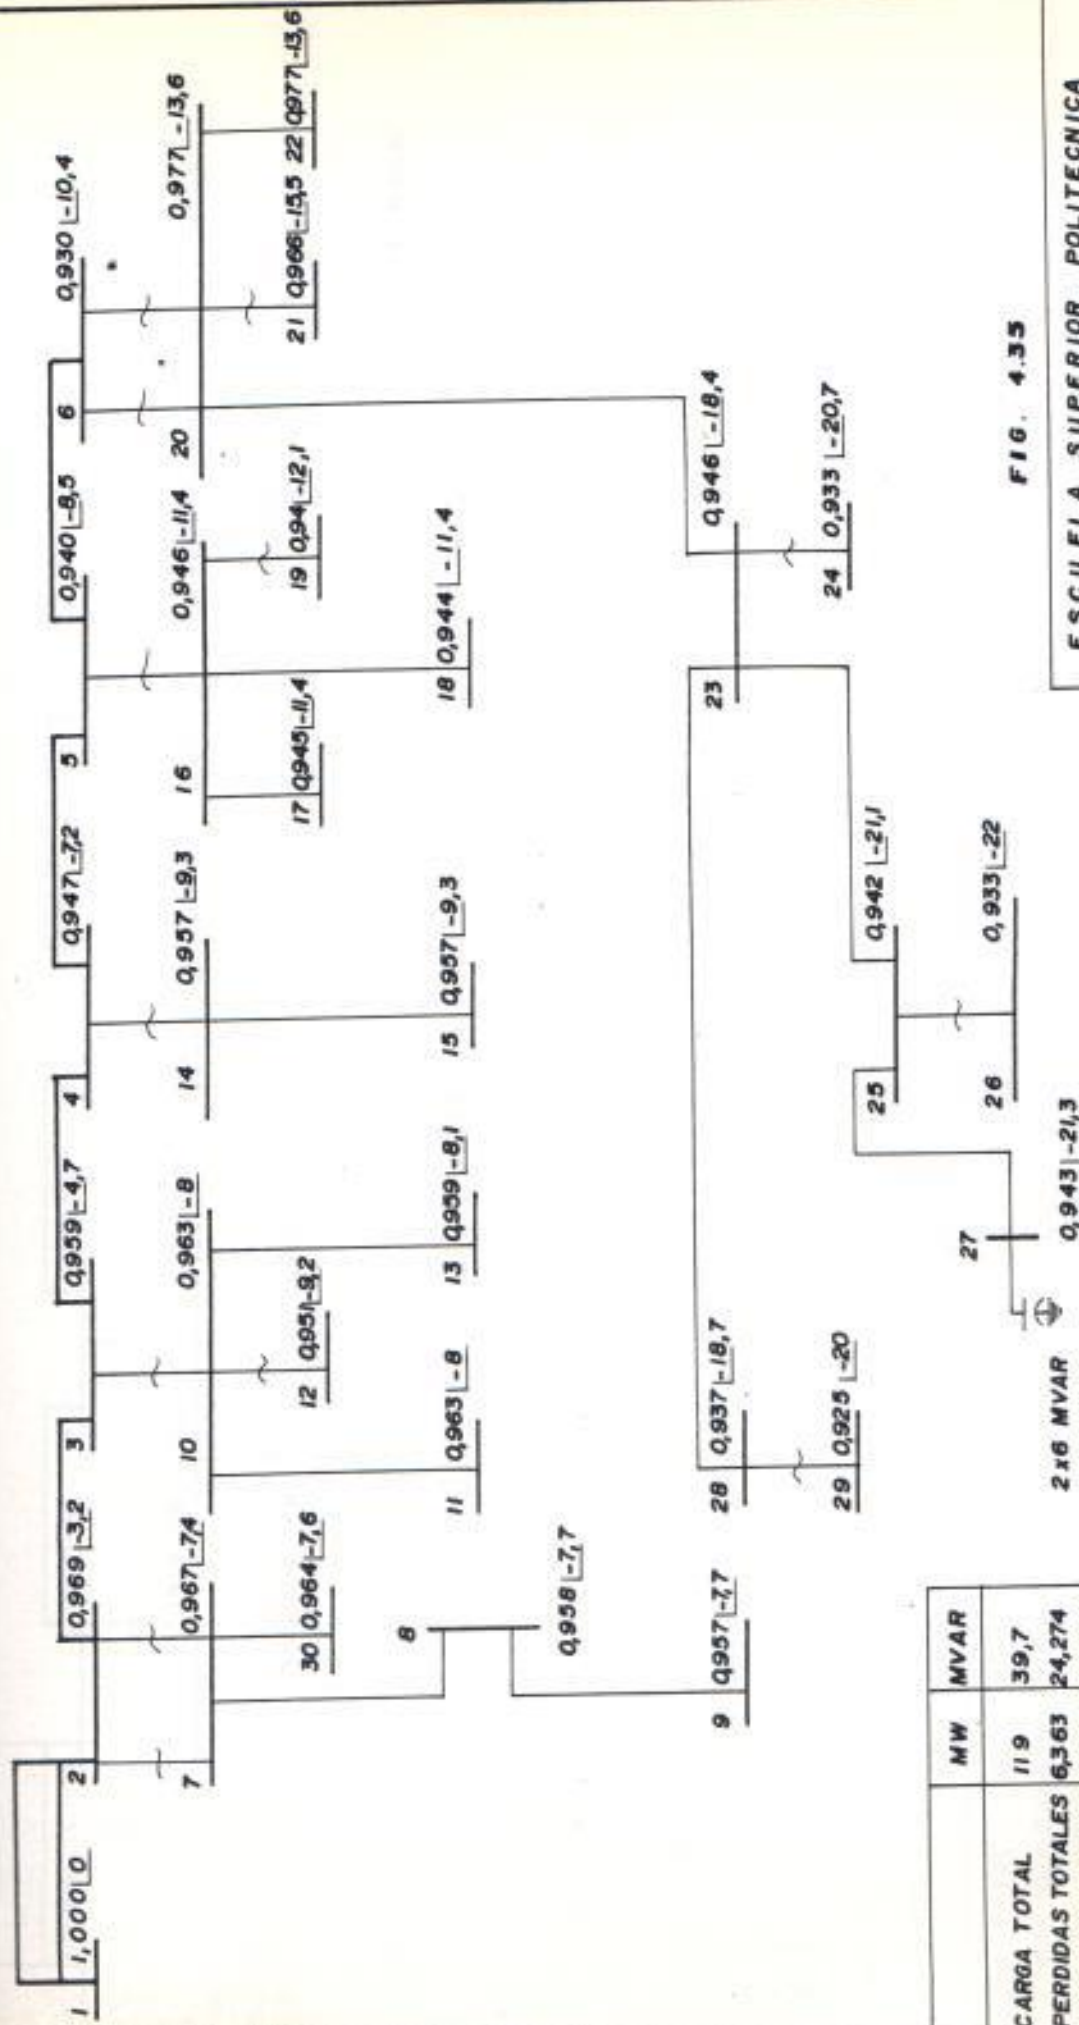 1 1,000 0
2 0,969 -3,2
3 0,959 -4,7
4 0,947 -7,2
5 0,940 -8,5
6 0,930 -10,4
7 0,967 -7,4
10 0,963 -8
14 0,957 -9,3
16 0,946 -11,4
20 0,977 -13,6
30 0,964 -7,6
12 0,951 -9,2
17 0,945 -11,4
19 0,94 -12,1
21 0,966 -15,5
22 0,977 -13,6
8 0,958 -7,7
11 0,963 -8
13 0,959 -8,1
15 0,957 -9,3
18 0,944 -11,4
9 0,957 -7,7
28 0,937 -18,7
23 0,946 -18,4
29 0,925 -20
24 0,933 -20,7
25 0,942 -21,1
26 0,933 -22
27
0,943 -21,3
2x6 MVAR
FIG. 4.35
MW MVAR
CARGA TOTAL 119 39,7
PERDIDAS TOTALES 6,363 24,274
ESCUELA SUPERIOR POLITECNICA